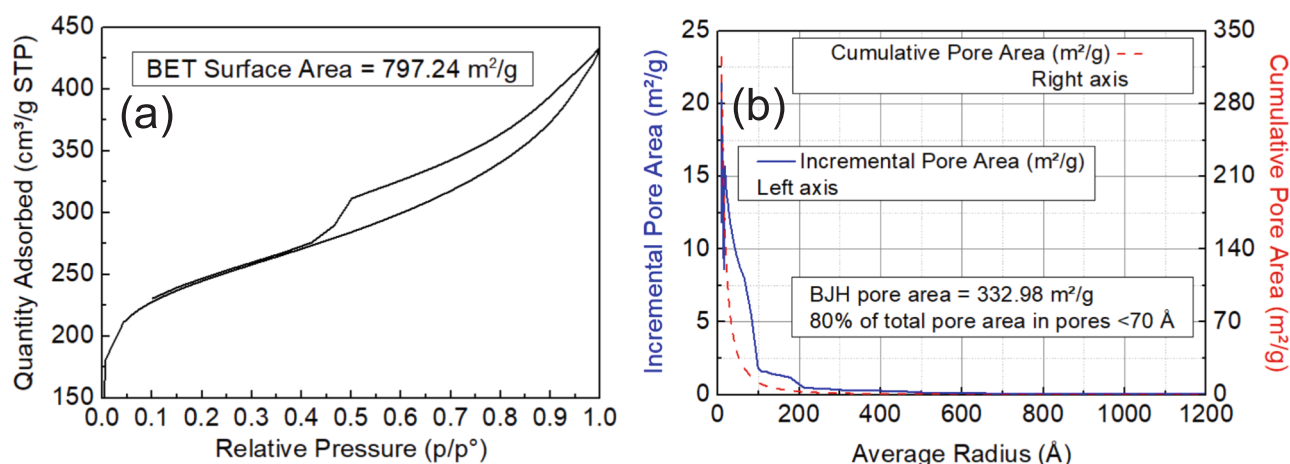 (a)
BET Surface Area = 797.24 m²/g
Quantity Adsorbed (cm³/g STP)
450
400
350
300
250
200
150
0.0 0.1 0.2 0.3 0.4 0.5 0.6 0.7 0.8 0.9 1.0
Relative Pressure (p/p°)
(b)
Cumulative Pore Area (m²/g)
Right axis
Incremental Pore Area (m²/g)
Left axis
BJH pore area = 332.98 m²/g
80% of total pore area in pores <70 Å
Incremental Pore Area (m²/g)
25
20
15
10
5
0
0 200 400 600 800 1000 1200
Average Radius (Å)
350
280
210
140
70
0
Cumulative Pore Area (m²/g)